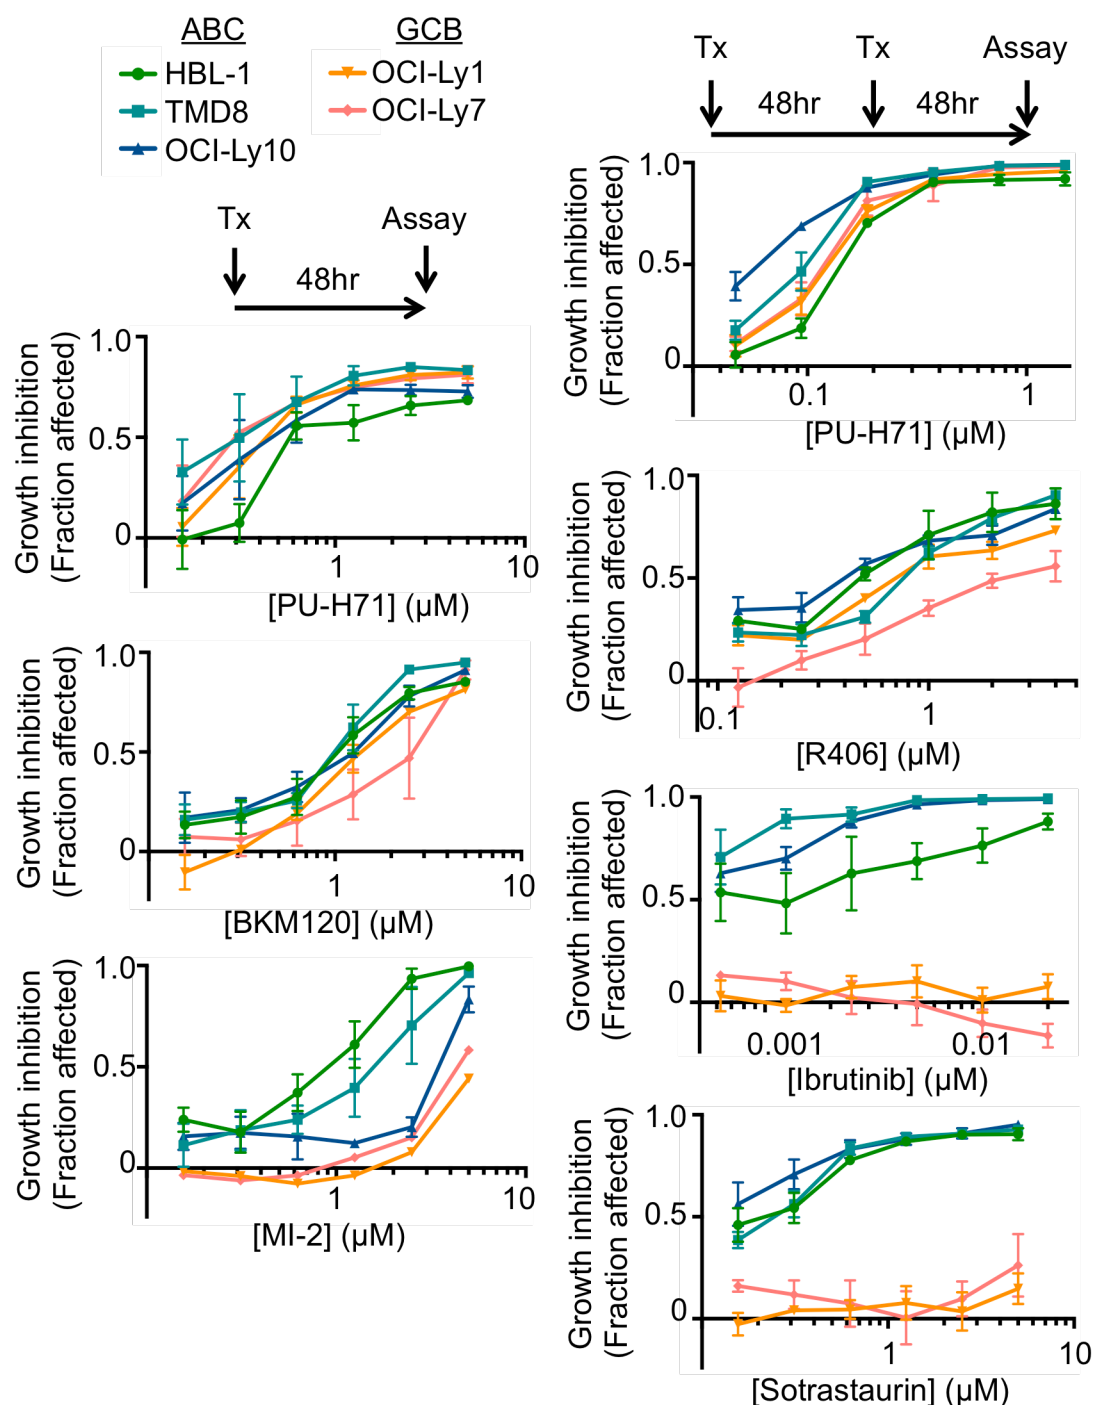 ABC
HBL-1
TMD8
OCI-Ly10
GCB
OCI-Ly1
OCI-Ly7
Tx
Assay
48hr
1.0
0.5
0
1
10
Growth inhibition
(Fraction affected)
[PU-H71] (µM)
1.0
0.5
0
1
10
Growth inhibition
(Fraction affected)
[BKM120] (µM)
1.0
0.5
0
1
10
Growth inhibition
(Fraction affected)
[MI-2] (µM)
Tx
Tx
Assay
48hr
48hr
1.0
0.5
0
0.1
1
Growth inhibition
(Fraction affected)
[PU-H71] (µM)
1.0
0.5
0
0.1
1
Growth inhibition
(Fraction affected)
[R406] (µM)
1.0
0.5
0
0.001
0.01
Growth inhibition
(Fraction affected)
[Ibrutinib] (µM)
1.0
0.5
0
1
10
Growth inhibition
(Fraction affected)
[Sotrastaurin] (µM)